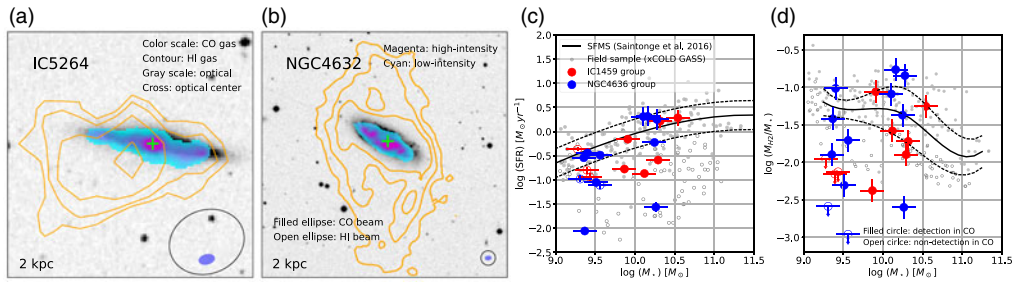 (a)
IC5264
Color scale: CO gas
Contour: HI gas
Gray scale: optical
Cross: optical center
2 kpc
(b)
NGC4632
Magenta: high-intensity
Cyan: low-intensity
Filled ellipse: CO beam
Open ellipse: HI beam
2 kpc
(c)
SFMS (Saintonge et al, 2016)
Field sample (xCOLD GASS)
IC1459 group
NGC4636 group
log (SFR) [M⊙yr⁻¹]
1.5
1.0
0.5
0.0
−0.5
−1.0
−1.5
−2.0
−2.5
9.0 9.5 10.0 10.5 11.0 11.5
log (M⋆) [M⊙]
(d)
log (MH2/M⋆)
−0.5
−1.0
−1.5
−2.0
−2.5
−3.0
Filled circle: detection in CO
Open circle: non-detection in CO
9.0 9.5 10.0 10.5 11.0 11.5
log (M⋆) [M⊙]